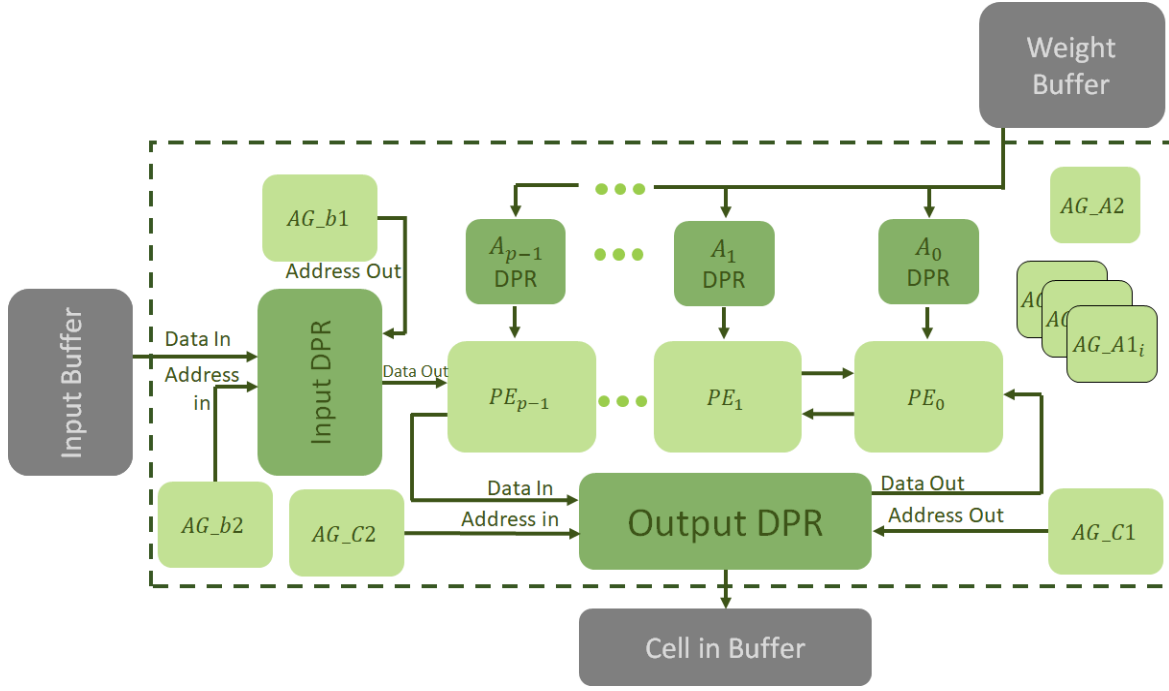 Weight
Buffer
AG_b1
Address Out
A_{p−1}
DPR
A_1
DPR
A_0
DPR
AG_A2
AG
AG
AG_A1_i
Input Buffer
Data In
Address
in
Input DPR
Data Out
PE_{p−1}
PE_1
PE_0
AG_b2
AG_C2
Data In
Address in
Output DPR
Data Out
Address Out
AG_C1
Cell in Buffer